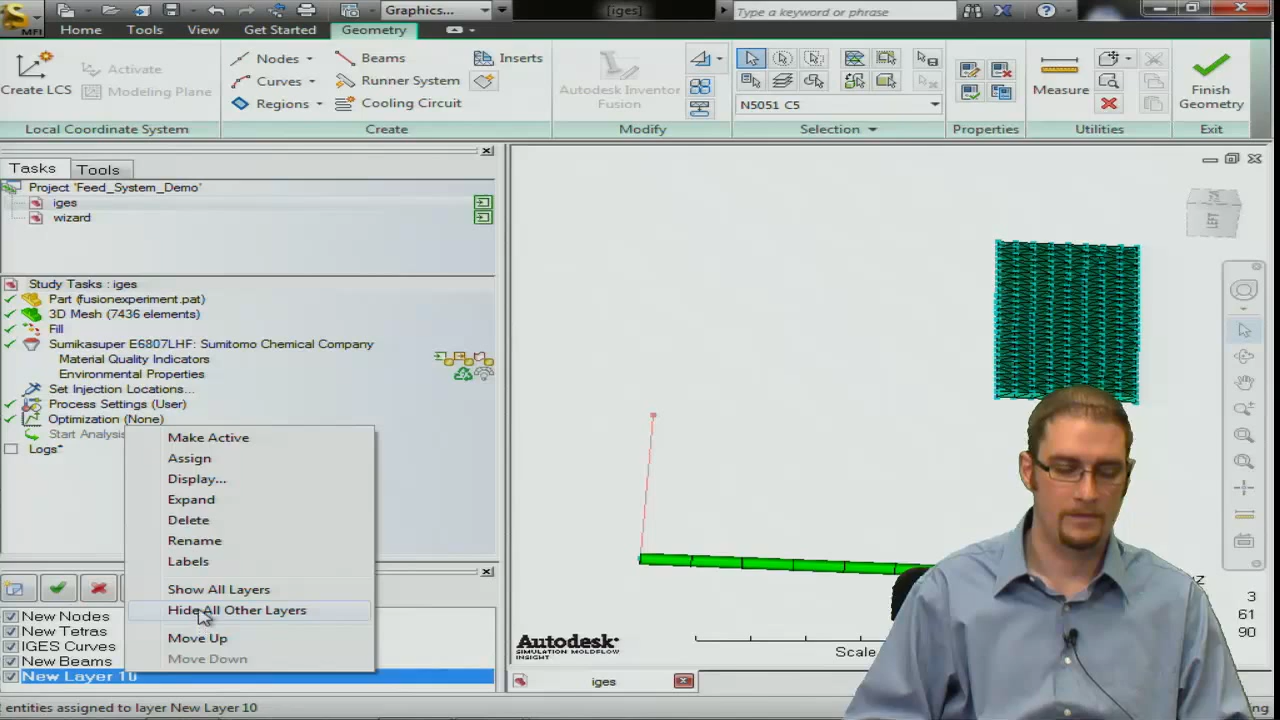 MFI
Graphics...
[iges]
Type a keyword or phrase
Home
Tools
View
Get Started
Geometry
Create LCS
Activate
Modeling Plane
Nodes
Curves
Regions
Beams
Runner System
Cooling Circuit
Inserts
Autodesk Inventor
Fusion
N5051 C5
Measure
Finish
Geometry
Local Coordinate System
Create
Modify
Selection
Properties
Utilities
Exit
Tasks
Tools
Project 'Feed_System_Demo'
iges
wizard
Study Tasks : iges
Part (fusionexperiment.pat)
3D Mesh (7436 elements)
Fill
Sumikasuper E6807LHF: Sumitomo Chemical Company
Material Quality Indicators
Environmental Properties
Set Injection Locations...
Process Settings (User)
Optimization (None)
Start Analysis
Logs*
Make Active
Assign
Display...
Expand
Delete
Rename
Labels
Show All Layers
Hide All Other Layers
Move Up
Move Down
New Nodes
New Tetras
IGES Curves
New Beams
New Layer 10
entities assigned to layer New Layer 10
LEFT
Autodesk
SIMULATION MOLDFLOW
INSIGHT
Scale
3
61
90
iges